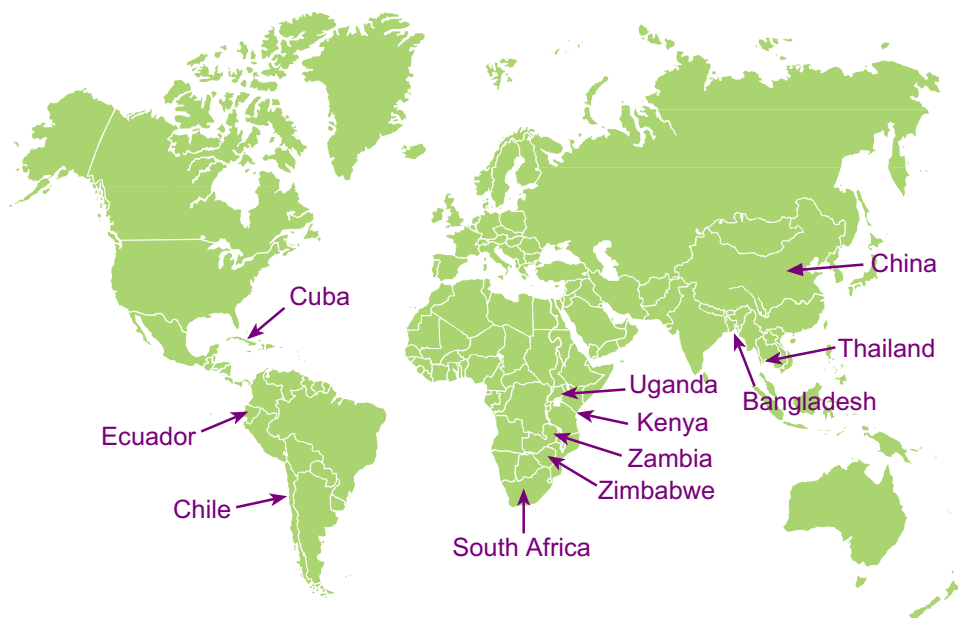 China
Cuba
Thailand
Uganda
Bangladesh
Kenya
Ecuador
Zambia
Zimbabwe
Chile
South Africa